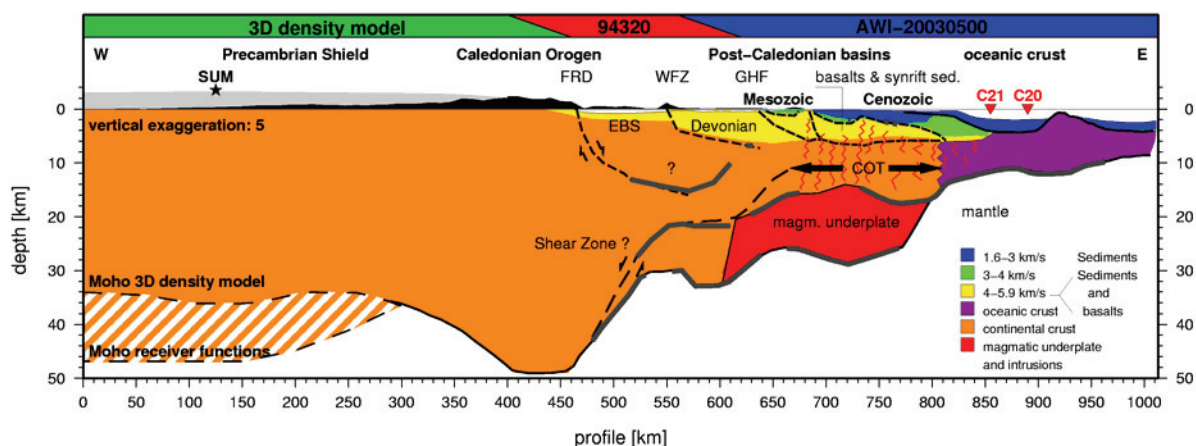 3D density model 94320 AWI-20030500
W Precambrian Shield Caledonian Orogen Post-Caledonian basins oceanic crust E
SUM FRD WFZ GHF basalts & synrift sed.
Mesozoic Cenozoic C21 C20
vertical exaggeration: 5
EBS Devonian
?
COT
magm. underplate
mantle
Shear Zone ?
Moho 3D density model
Moho receiver functions
1.6–3 km/s Sediments
3–4 km/s Sediments
4–5.9 km/s and
oceanic crust basalts
continental crust
magmatic underplate
and intrusions
depth [km]
0
10
20
30
40
50
0
10
20
30
40
50
0 50 100 150 200 250 300 350 400 450 500 550 600 650 700 750 800 850 900 950 1000
profile [km]